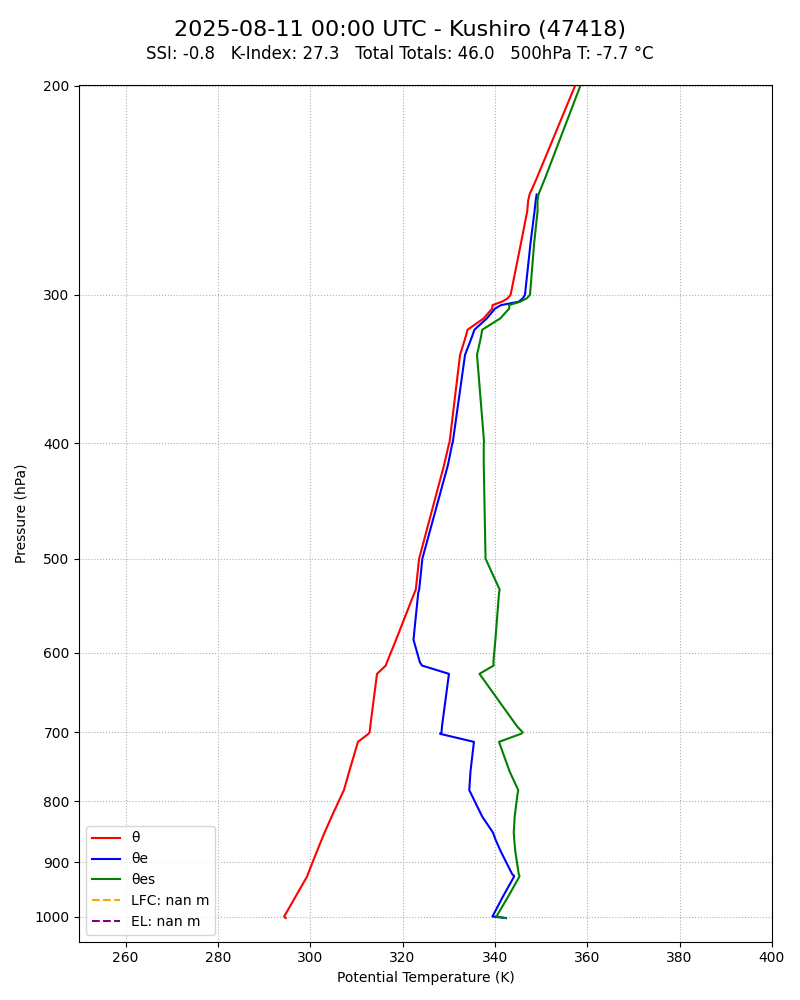 2025-08-11 00:00 UTC - Kushiro (47418)
SSI: -0.8   K-Index: 27.3   Total Totals: 46.0   500hPa T: -7.7 °C
200
300
400
500
600
700
800
900
1000
Pressure (hPa)
θ
θe
θes
LFC: nan m
EL: nan m
260 280 300 320 340 360 380 400
Potential Temperature (K)